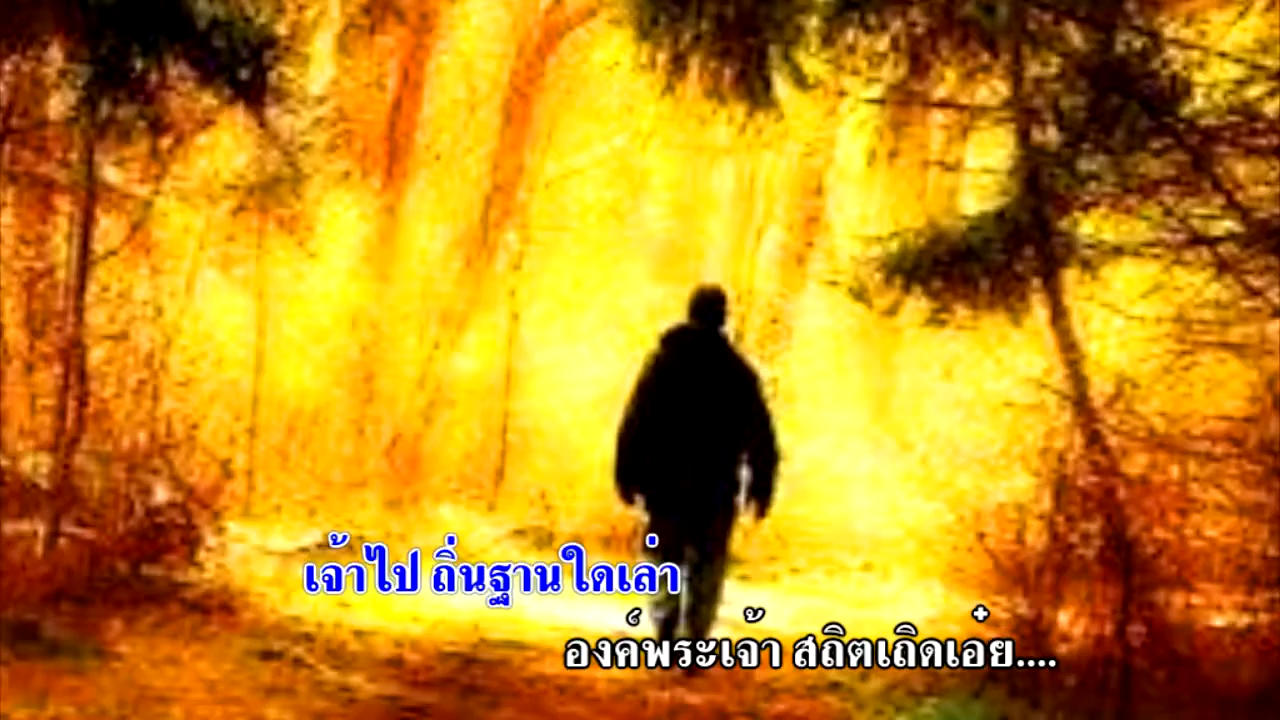 เจ้าไป ถิ่นฐานใดเล่า
องค์พระเจ้า สถิตเถิดเอ๋ย....